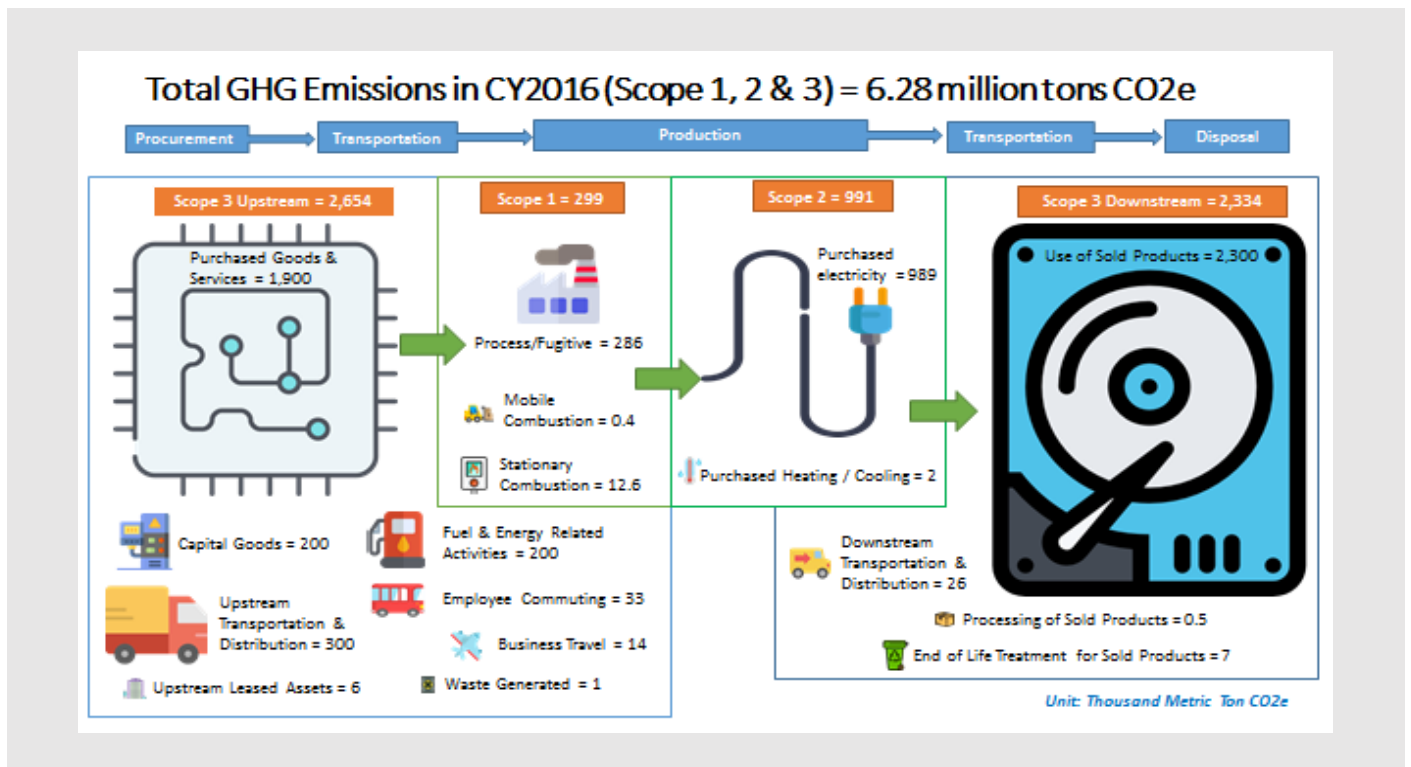 Total GHG Emissions in CY2016 (Scope 1, 2 & 3) = 6.28 million tons CO2e
Procurement
Transportation
Production
Transportation
Disposal
Scope 3 Upstream = 2,654
Purchased Goods &
Services = 1,900
Capital Goods = 200
Fuel & Energy Related
Activities = 200
Upstream
Transportation &
Distribution = 300
Employee Commuting = 33
Business Travel = 14
Upstream Leased Assets = 6
Waste Generated = 1
Scope 1 = 299
Process/Fugitive = 286
Mobile
Combustion = 0.4
Stationary
Combustion = 12.6
Scope 2 = 991
Purchased
electricity = 989
Purchased Heating / Cooling = 2
Scope 3 Downstream = 2,334
Use of Sold Products = 2,300
Downstream
Transportation &
Distribution = 26
Processing of Sold Products = 0.5
End of Life Treatment for Sold Products = 7
Unit: Thousand Metric Ton CO2e